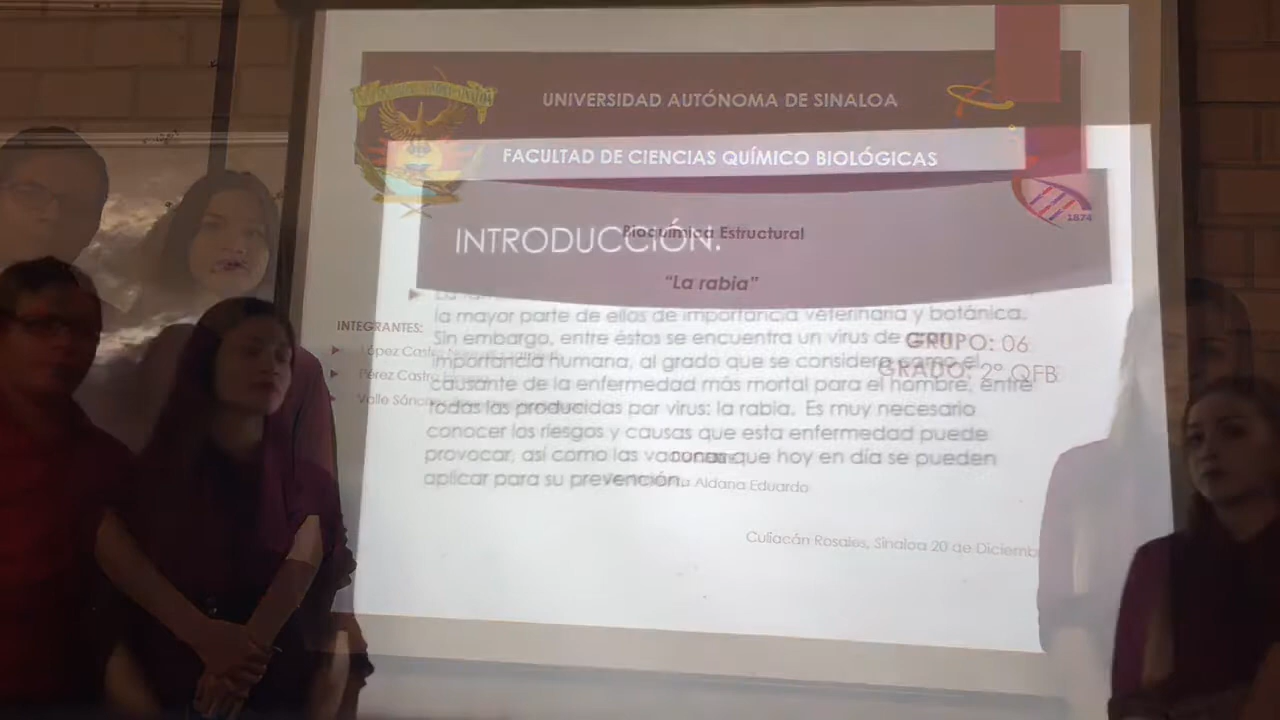 UNIVERSIDAD AUTÓNOMA DE SINALOA
FACULTAD DE CIENCIAS QUÍMICO BIOLÓGICAS
1874
Bioquímica Estructural
INTRODUCCIÓN.
"La rabia"
INTEGRANTES:
López
Pérez
Valle
GRUPO: 06
GRADO: 2° QFB
Aldana Eduardo
Culiacán Rosales, Sinaloa 20 de
la mayor parte de ellos de importancia veterinaria y botánica.
Sin embargo, entre éstos se encuentra un virus de
importancia humana, al grado que se considera como el
causante de la enfermedad más mortal para el hombre, entre
todas las producidas por virus: la rabia. Es muy necesario
conocer los riesgos y causas que esta enfermedad puede
provocar, así como las vacunas que hoy en día se pueden
aplicar para su prevención.